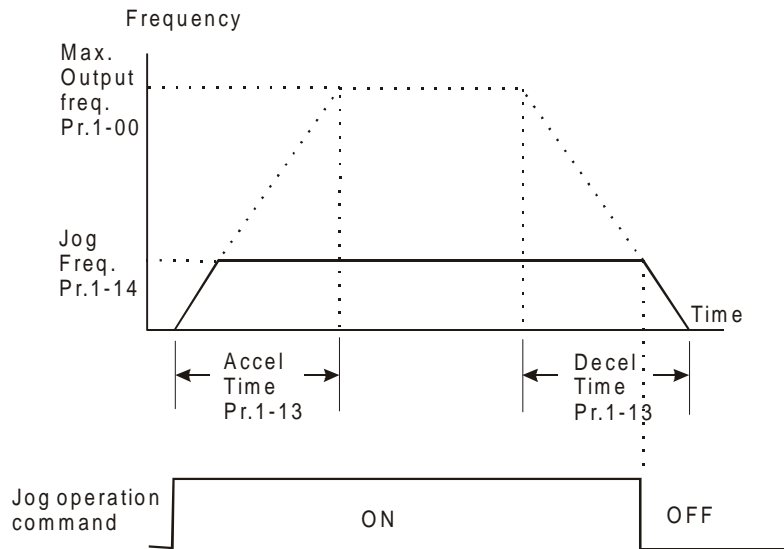 Frequency
Max.
Output
freq.
Pr.1-00
Jog
Freq.
Pr.1-14
Time
Accel
Time
Pr.1-13
Decel
Time
Pr.1-13
Jog operation
command
ON
OFF